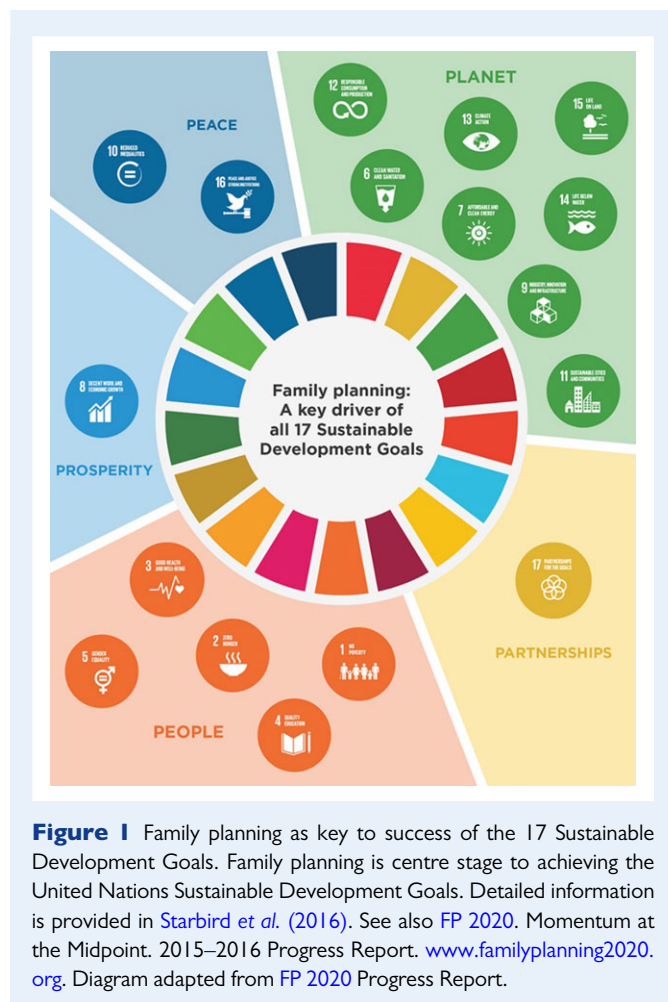 PEACE
10 REDUCED
INEQUALITIES
16 PEACE AND JUSTICE
STRONG INSTITUTIONS
PLANET
12 RESPONSIBLE
CONSUMPTION
AND PRODUCTION
13 CLIMATE
ACTION
15 LIFE
ON LAND
6 CLEAN WATER
AND SANITATION
7 AFFORDABLE AND
CLEAN ENERGY
14 LIFE BELOW
WATER
9 INDUSTRY, INNOVATION
AND INFRASTRUCTURE
11 SUSTAINABLE CITIES
AND COMMUNITIES
8 DECENT WORK AND
ECONOMIC GROWTH
PROSPERITY
Family planning:
A key driver of
all 17 Sustainable
Development Goals
3 GOOD HEALTH
AND WELL-BEING
5 GENDER
EQUALITY
2 ZERO
HUNGER
1 NO
POVERTY
4 QUALITY
EDUCATION
PEOPLE
17 PARTNERSHIPS
FOR THE GOALS
PARTNERSHIPS
Figure 1 Family planning as key to success of the 17 Sustainable
Development Goals. Family planning is centre stage to achieving the
United Nations Sustainable Development Goals. Detailed information
is provided in Starbird et al. (2016). See also FP 2020. Momentum at
the Midpoint. 2015–2016 Progress Report. www.familyplanning2020.
org. Diagram adapted from FP 2020 Progress Report.